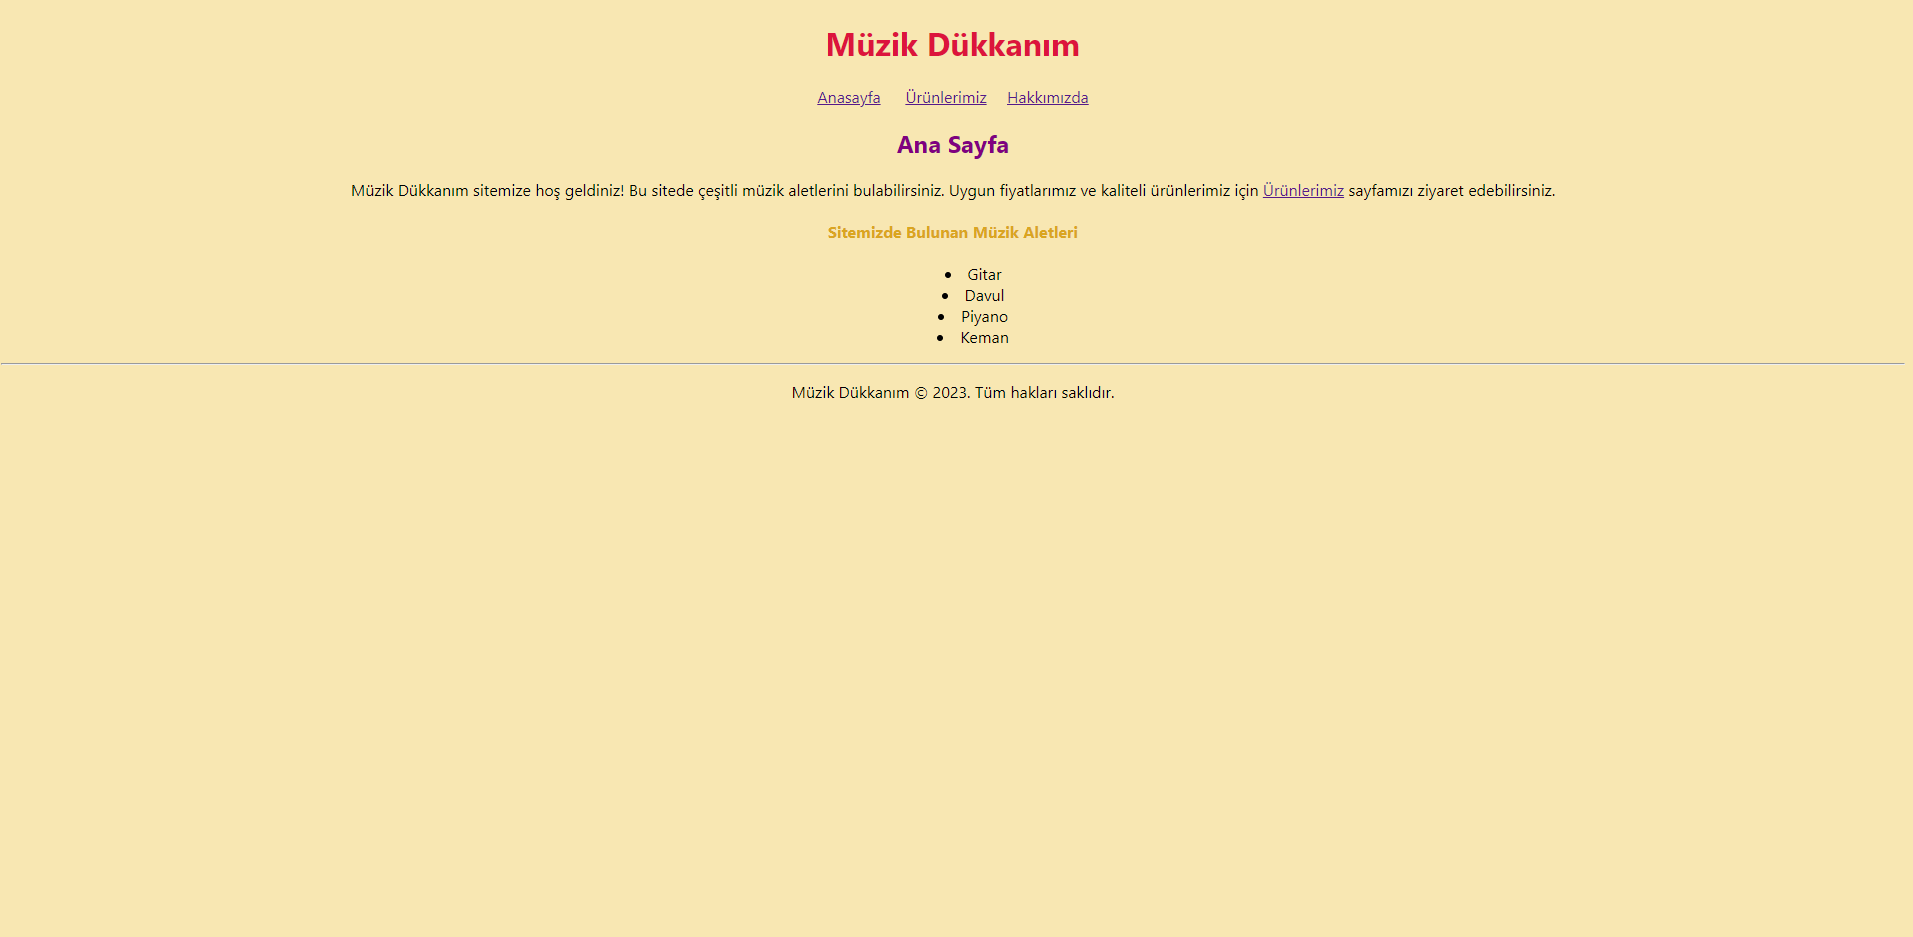 Müzik Dükkanım
Anasayfa Ürünlerimiz Hakkımızda
Ana Sayfa
Müzik Dükkanım sitemize hoş geldiniz! Bu sitede çeşitli müzik aletlerini bulabilirsiniz. Uygun fiyatlarımız ve kaliteli ürünlerimiz için Ürünlerimiz sayfamızı ziyaret edebilirsiniz.
Sitemizde Bulunan Müzik Aletleri
• Gitar
• Davul
• Piyano
• Keman
Müzik Dükkanım © 2023. Tüm hakları saklıdır.